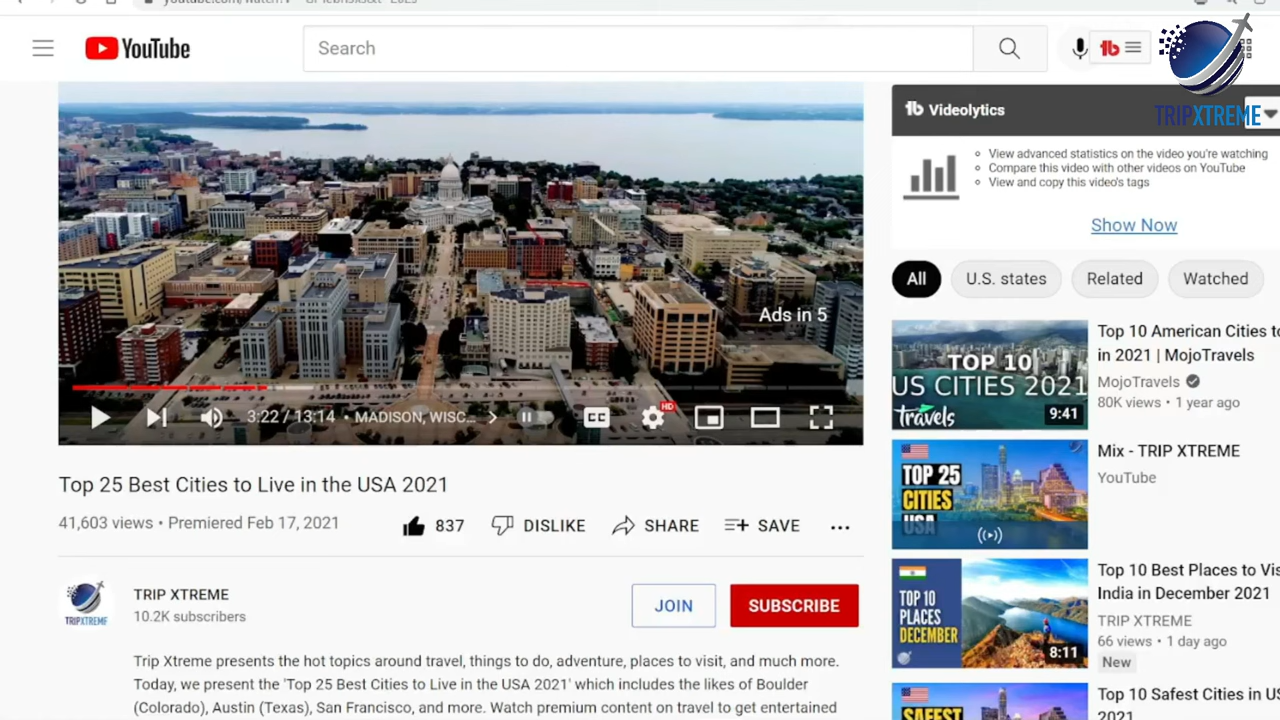 YouTube
Search
TRIPXTREME
Videolytics
View advanced statistics on the video you're watching
Compare this video with other videos on YouTube
View and copy this video's tags
Show Now
All
U.S. states
Related
Watched
Ads in 5
3:22 / 13:14 • MADISON, WISC...
CC
HD
Top 25 Best Cities to Live in the USA 2021
41,603 views • Premiered Feb 17, 2021
837
DISLIKE
SHARE
SAVE
TRIP XTREME
10.2K subscribers
TRIPXTREME
JOIN
SUBSCRIBE
Trip Xtreme presents the hot topics around travel, things to do, adventure, places to visit, and much more.
Today, we present the 'Top 25 Best Cities to Live in the USA 2021' which includes the likes of Boulder
(Colorado), Austin (Texas), San Francisco, and more. Watch premium content on travel to get entertained
TOP 10
US CITIES 2021
travels
9:41
Top 10 American Cities to
in 2021 | MojoTravels
MojoTravels
80K views • 1 year ago
TOP 25
CITIES
USA
Mix - TRIP XTREME
YouTube
TOP 10
PLACES
DECEMBER
8:11
Top 10 Best Places to Vis
India in December 2021
TRIP XTREME
66 views • 1 day ago
New
SAFEST
Top 10 Safest Cities in US
2021